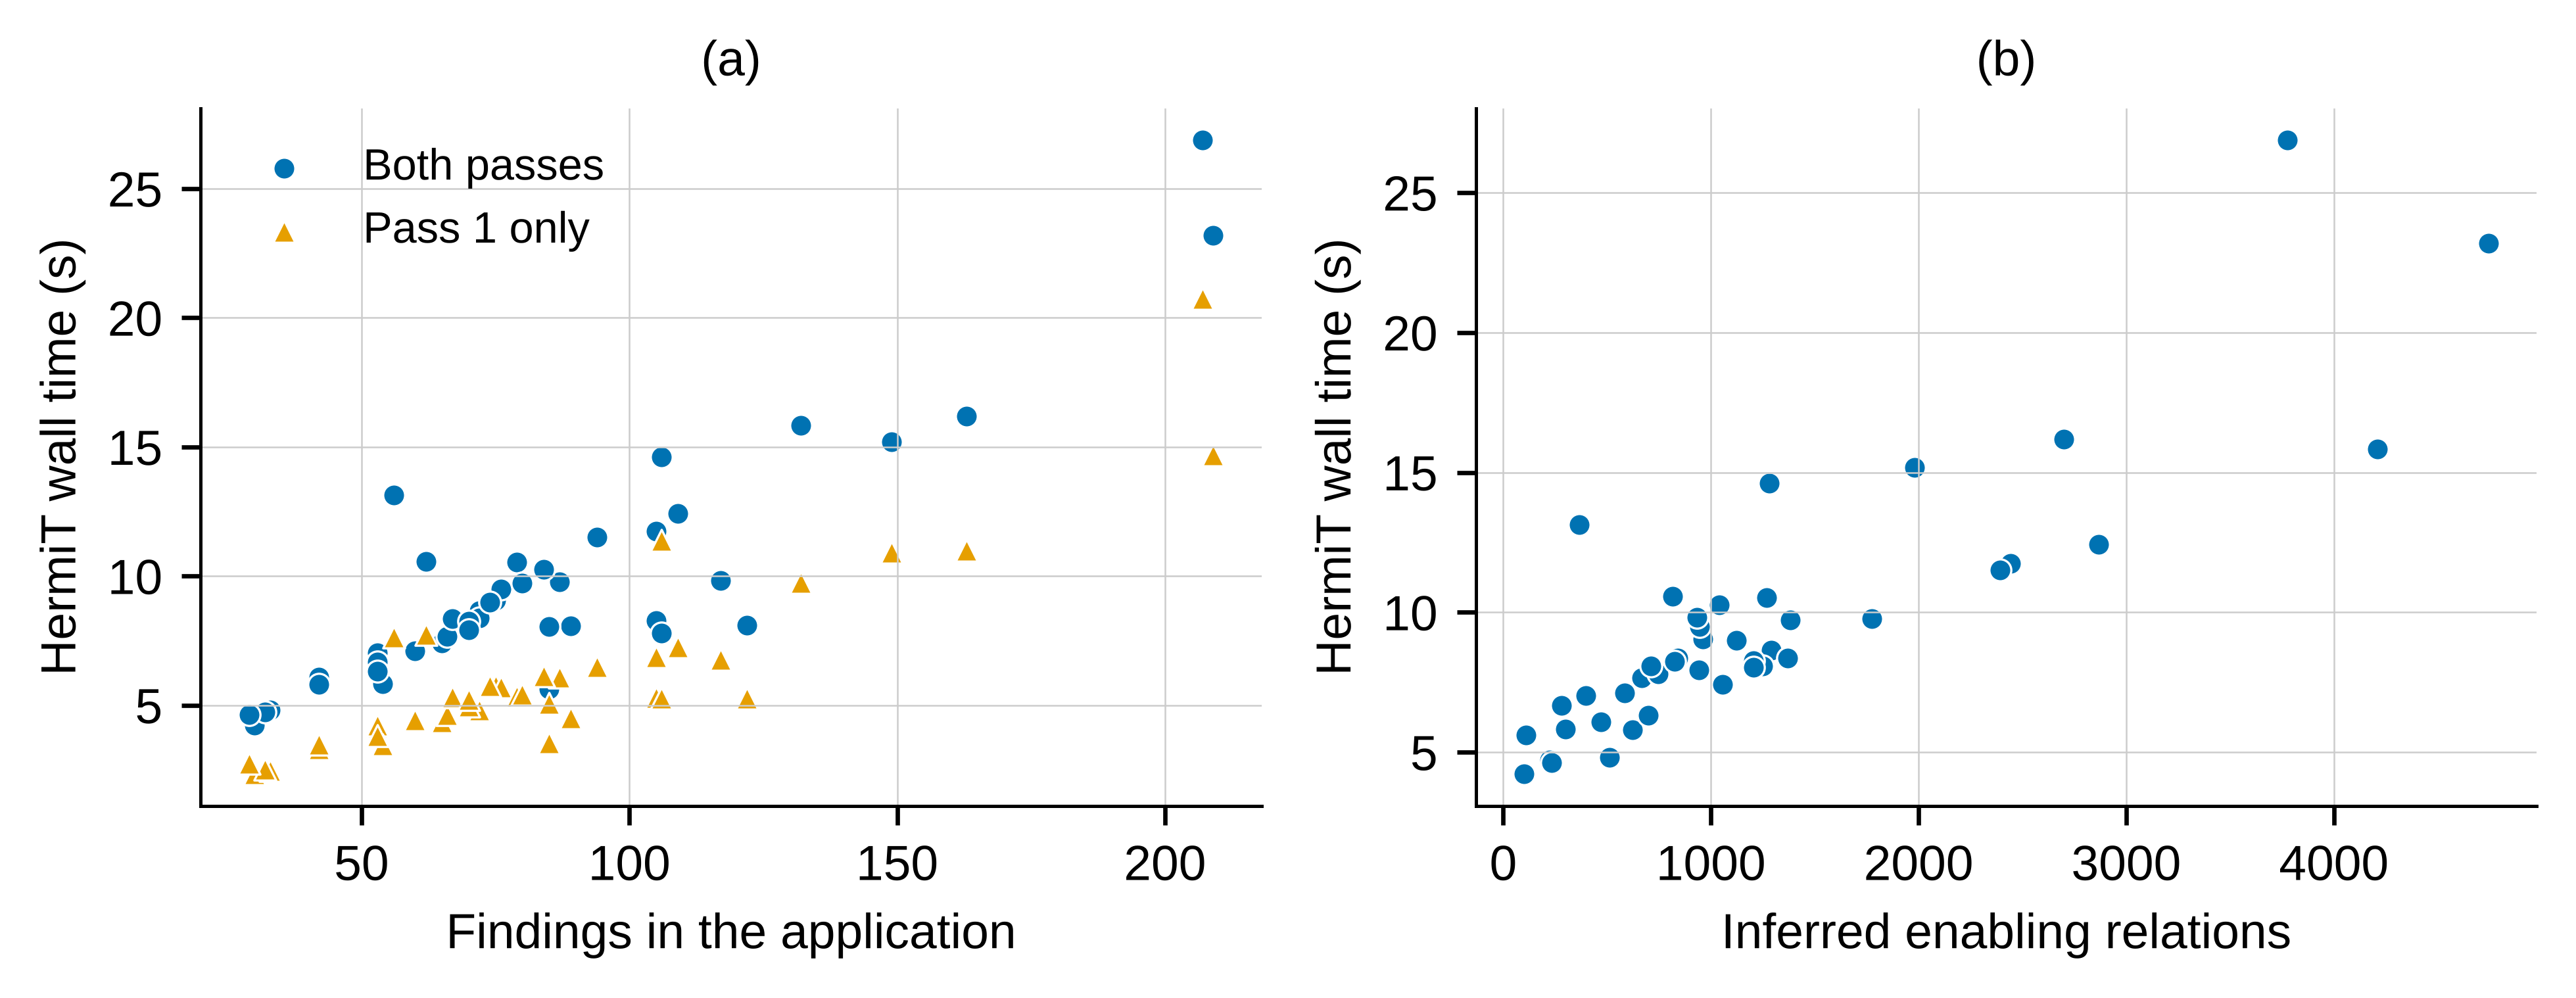 (a)
Both passes
Pass 1 only
25
20
15
10
5
HermiT wall time (s)
50 100 150 200
Findings in the application
(b)
25
20
15
10
5
HermiT wall time (s)
0 1000 2000 3000 4000
Inferred enabling relations